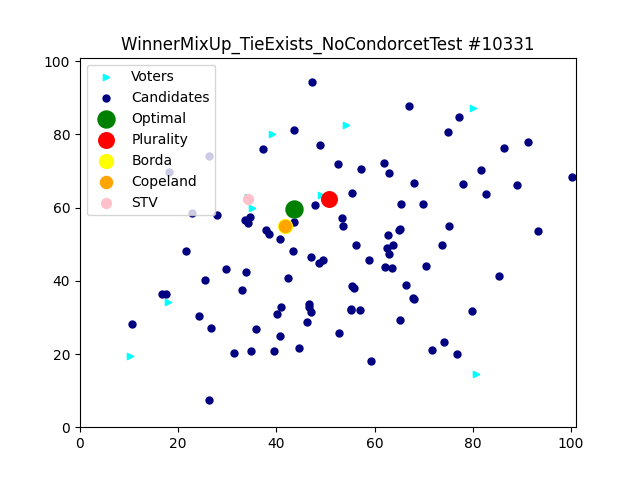 WinnerMixUp_TieExists_NoCondorcetTest #10331
Voters
Candidates
Optimal
Plurality
Borda
Copeland
STV
100
80
60
40
20
0
0 20 40 60 80 100